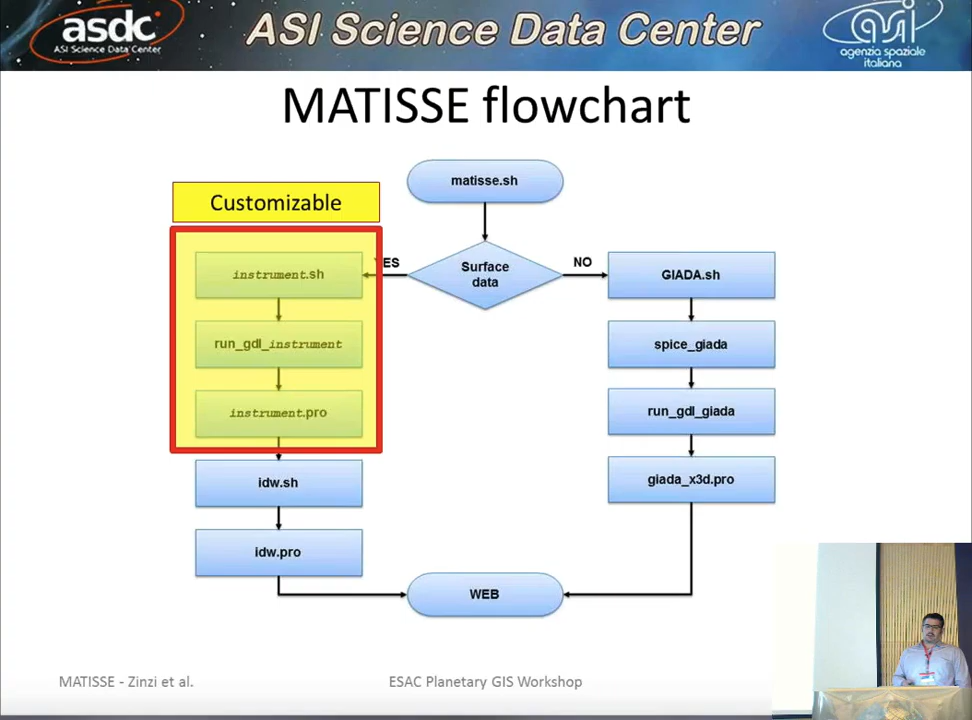 asdc
ASI Science Data Center
ASI Science Data Center
asi
agenzia spaziale
italiana
MATISSE flowchart
Customizable
matisse.sh
Surface
data
YES
NO
instrument.sh
run_gdl_instrument
instrument.pro
idw.sh
idw.pro
GIADA.sh
spice_giada
run_gdl_giada
giada_x3d.pro
WEB
MATISSE - Zinzi et al.
ESAC Planetary GIS Workshop